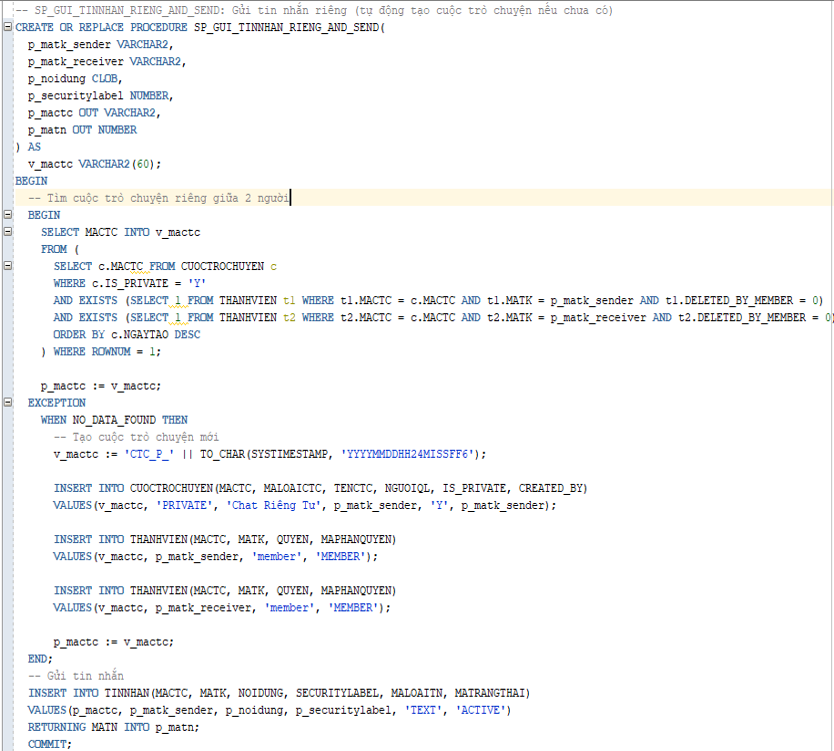 -- SP_GUI_TINNHAN_RIENG_AND_SEND: Gửi tin nhắn riêng (tự động tạo cuộc trò chuyện nếu chưa có)
CREATE OR REPLACE PROCEDURE SP_GUI_TINNHAN_RIENG_AND_SEND(
  p_matk_sender VARCHAR2,
  p_matk_receiver VARCHAR2,
  p_noidung CLOB,
  p_securitylabel NUMBER,
  p_mactc OUT VARCHAR2,
  p_matn OUT NUMBER
) AS
  v_mactc VARCHAR2(60);
BEGIN
  -- Tìm cuộc trò chuyện riêng giữa 2 người
  BEGIN
    SELECT MACTC INTO v_mactc
    FROM (
      SELECT c.MACTC FROM CUOCTROCHUYEN c
      WHERE c.IS_PRIVATE = 'Y'
      AND EXISTS (SELECT 1 FROM THANHVIEN t1 WHERE t1.MACTC = c.MACTC AND t1.MATK = p_matk_sender AND t1.DELETED_BY_MEMBER = 0)
      AND EXISTS (SELECT 1 FROM THANHVIEN t2 WHERE t2.MACTC = c.MACTC AND t2.MATK = p_matk_receiver AND t2.DELETED_BY_MEMBER = 0)
      ORDER BY c.NGAYTAO DESC
    ) WHERE ROWNUM = 1;
    p_mactc := v_mactc;
  EXCEPTION
    WHEN NO_DATA_FOUND THEN
      -- Tạo cuộc trò chuyện mới
      v_mactc := 'CTC_P_' || TO_CHAR(SYSTIMESTAMP, 'YYYYMMDDHH24MISSFF6');
      INSERT INTO CUOCTROCHUYEN(MACTC, MALOAICTC, TENCTC, NGUOIQL, IS_PRIVATE, CREATED_BY)
      VALUES(v_mactc, 'PRIVATE', 'Chat Riêng Tư', p_matk_sender, 'Y', p_matk_sender);
      INSERT INTO THANHVIEN(MACTC, MATK, QUYEN, MAPHANQUYEN)
      VALUES(v_mactc, p_matk_sender, 'member', 'MEMBER');
      INSERT INTO THANHVIEN(MACTC, MATK, QUYEN, MAPHANQUYEN)
      VALUES(v_mactc, p_matk_receiver, 'member', 'MEMBER');
      p_mactc := v_mactc;
  END;
  -- Gửi tin nhắn
  INSERT INTO TINNHAN(MACTC, MATK, NOIDUNG, SECURITYLABEL, MALOAITN, MATRANGTHAI)
  VALUES(p_mactc, p_matk_sender, p_noidung, p_securitylabel, 'TEXT', 'ACTIVE')
  RETURNING MATN INTO p_matn;
  COMMIT;